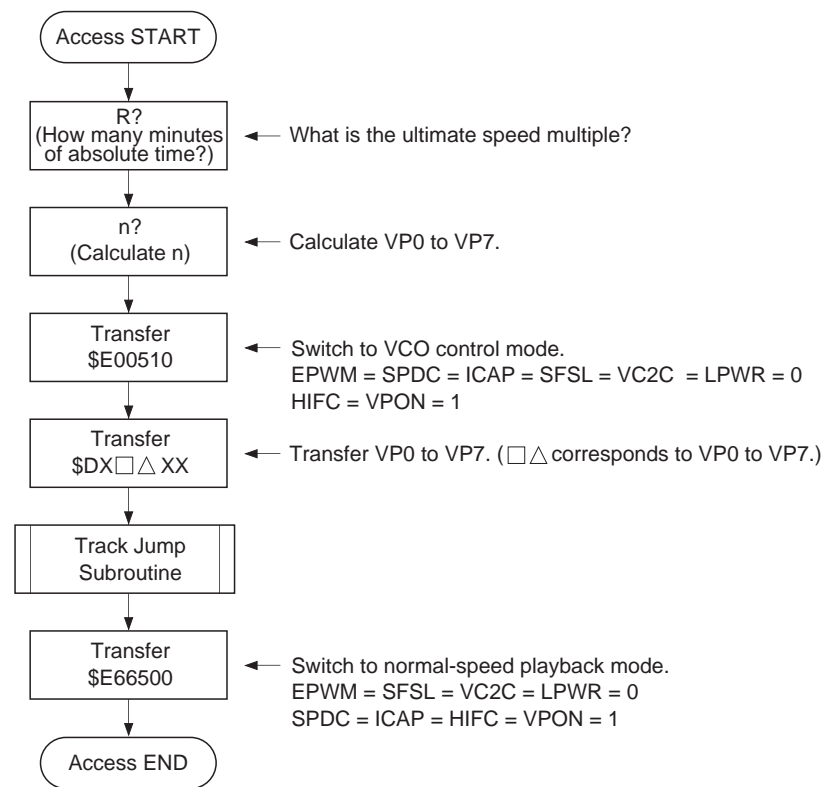 Access START
R?
(How many minutes
of absolute time?)
What is the ultimate speed multiple?
n?
(Calculate n)
Calculate VP0 to VP7.
Transfer
$E00510
Switch to VCO control mode.
EPWM = SPDC = ICAP = SFSL = VC2C = LPWR = 0
HIFC = VPON = 1
Transfer
$DX□△XX
Transfer VP0 to VP7. (□△ corresponds to VP0 to VP7.)
Track Jump
Subroutine
Transfer
$E66500
Switch to normal-speed playback mode.
EPWM = SFSL = VC2C = LPWR = 0
SPDC = ICAP = HIFC = VPON = 1
Access END